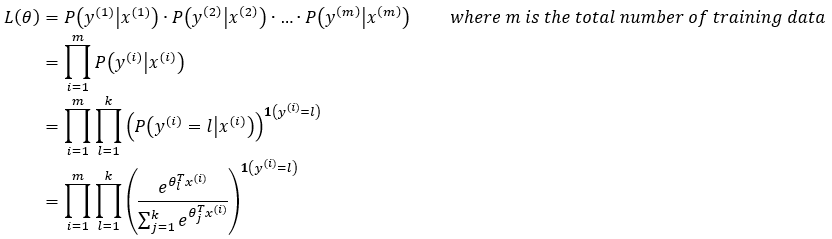 L(θ) = P(y⁽¹⁾|x⁽¹⁾) · P(y⁽²⁾|x⁽²⁾) · … · P(y⁽ᵐ⁾|x⁽ᵐ⁾) where m is the total number of training data
= ∏_{i=1}^{m} P(y⁽ⁱ⁾|x⁽ⁱ⁾)
= ∏_{i=1}^{m} ∏_{l=1}^{k} (P(y⁽ⁱ⁾ = l|x⁽ⁱ⁾))^{1(y⁽ⁱ⁾=l)}
= ∏_{i=1}^{m} ∏_{l=1}^{k} (e^{θ_l^T x⁽ⁱ⁾} / ∑_{j=1}^{k} e^{θ_j^T x⁽ⁱ⁾})^{1(y⁽ⁱ⁾=l)}